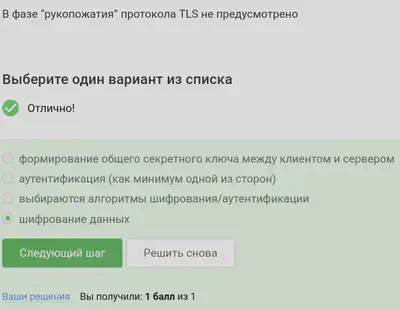 В фазе “рукопожатия” протокола TLS не предусмотрено
Выберите один вариант из списка
Отлично!
формирование общего секретного ключа между клиентом и сервером
аутентификация (как минимум одной из сторон)
выбираются алгоритмы шифрования/аутентификации
шифрование данных
Следующий шаг Решить снова
Ваши решения Вы получили: 1 балл из 1